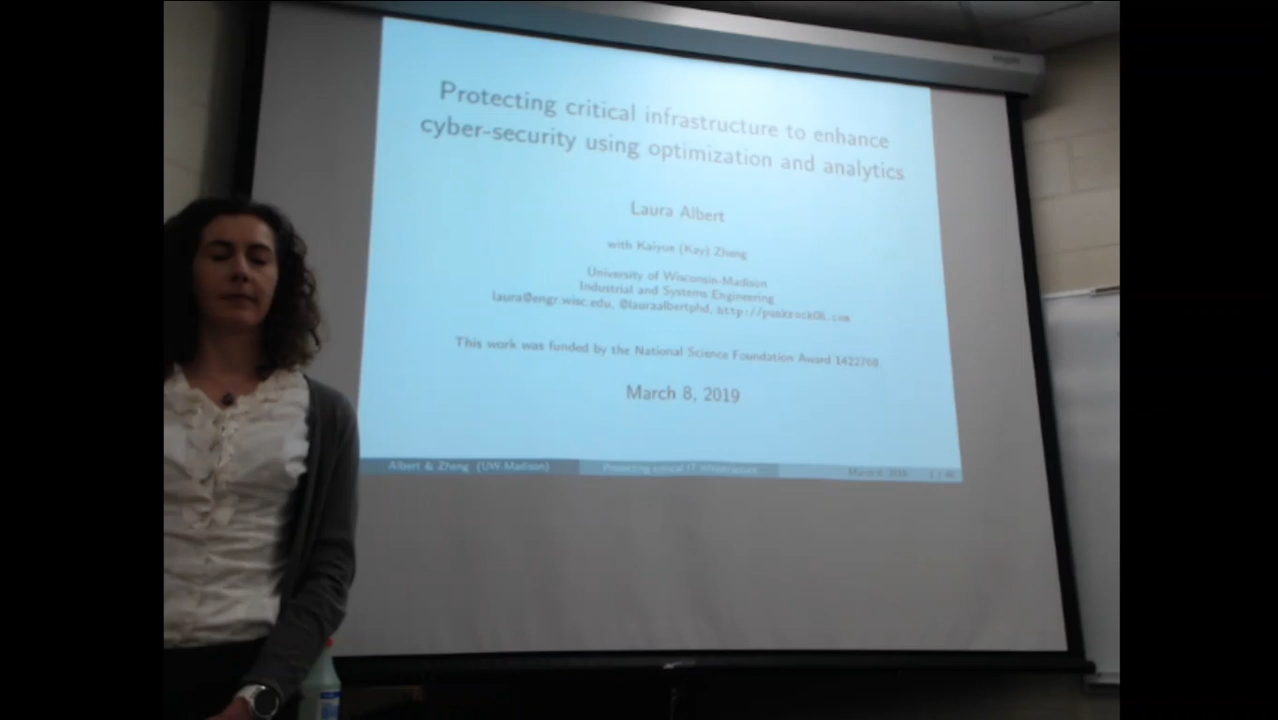 Protecting critical infrastructure to enhance
cyber-security using optimization and analytics
Laura Albert
with Kaiyue (Kay) Zheng
University of Wisconsin-Madison
Industrial and Systems Engineering
laura@engr.wisc.edu, @lauraalbertphd, http://punkrockOR.com
This work was funded by the National Science Foundation Award 1422768
March 8, 2019
Albert & Zheng (UW-Madison) Protecting critical IT infrastructure March 8, 2019